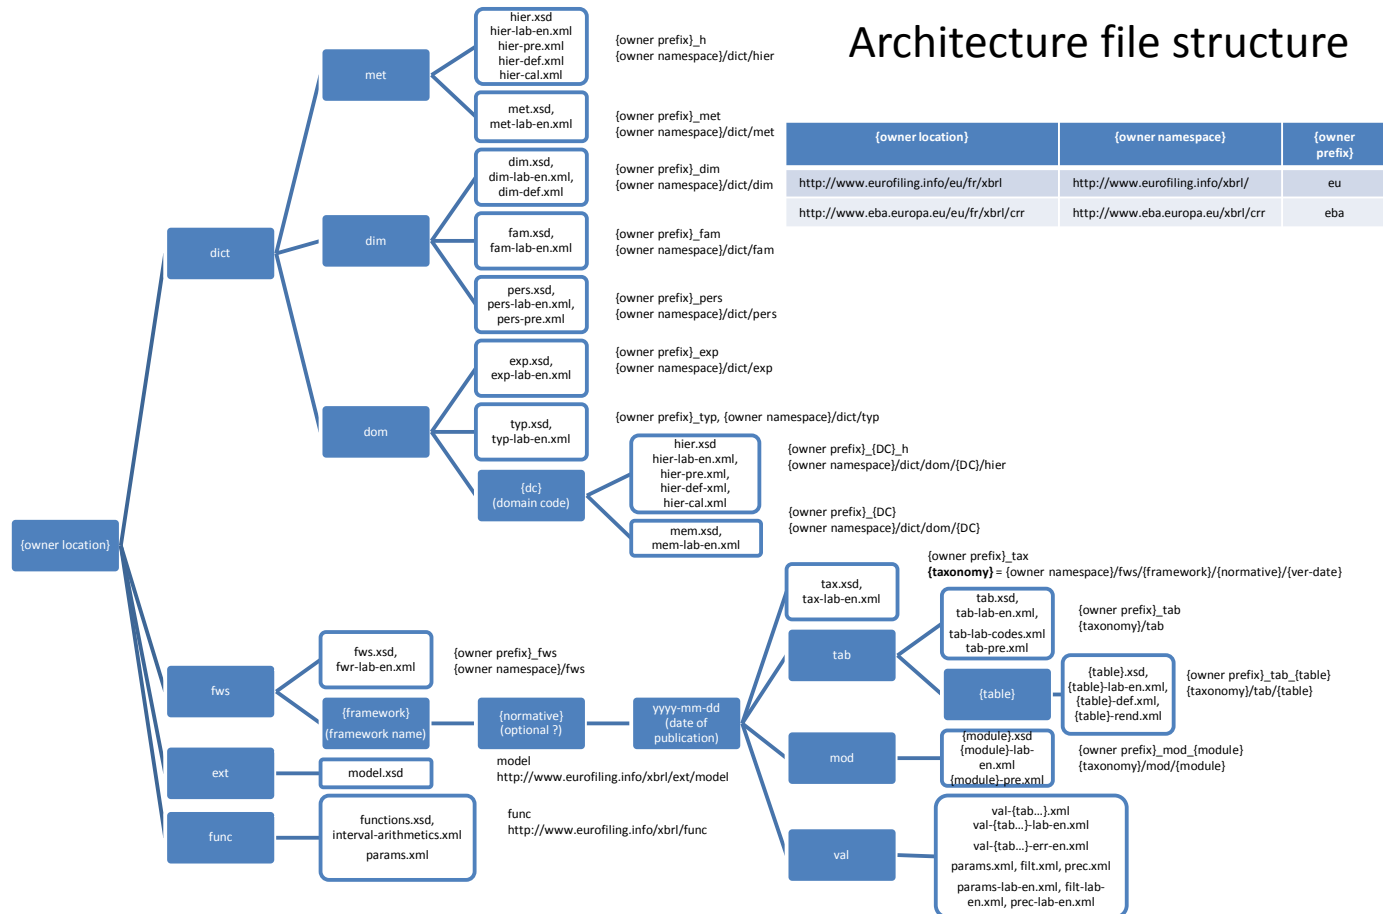 Architecture file structure
hier.xsd
hier-lab-en.xml
hier-pre.xml
hier-def.xml
hier-cal.xml
{owner prefix}_h
{owner namespace}/dict/hier
met
met.xsd,
met-lab-en.xml
{owner prefix}_met
{owner namespace}/dict/met
{owner location}
{owner namespace}
{owner
prefix}
http://www.eurofiling.info/eu/fr/xbrl
http://www.eurofiling.info/xbrl/
eu
http://www.eba.europa.eu/eu/fr/xbrl/crr
http://www.eba.europa.eu/xbrl/crr
eba
dim.xsd,
dim-lab-en.xml,
dim-def.xml
{owner prefix}_dim
{owner namespace}/dict/dim
dict
dim
fam.xsd,
fam-lab-en.xml
{owner prefix}_fam
{owner namespace}/dict/fam
pers.xsd,
pers-lab-en.xml,
pers-pre.xml
{owner prefix}_pers
{owner namespace}/dict/pers
exp.xsd,
exp-lab-en.xml
{owner prefix}_exp
{owner namespace}/dict/exp
dom
typ.xsd,
typ-lab-en.xml
{owner prefix}_typ, {owner namespace}/dict/typ
{dc}
(domain code)
hier.xsd
hier-lab-en.xml,
hier-pre.xml,
hier-def-xml,
hier-cal.xml
{owner prefix}_{DC}_h
{owner namespace}/dict/dom/{DC}/hier
mem.xsd,
mem-lab-en.xml
{owner prefix}_{DC}
{owner namespace}/dict/dom/{DC}
{owner location}
tax.xsd,
tax-lab-en.xml
{owner prefix}_tax
{taxonomy} = {owner namespace}/fws/{framework}/{normative}/{ver-date}
tab
tab.xsd,
tab-lab-en.xml,
tab-lab-codes.xml
tab-pre.xml
{owner prefix}_tab
{taxonomy}/tab
{table}
{table}.xsd,
{table}-lab-en.xml,
{table}-def.xml,
{table}-rend.xml
{owner prefix}_tab_{table}
{taxonomy}/tab/{table}
fws
fws.xsd,
fwr-lab-en.xml
{owner prefix}_fws
{owner namespace}/fws
{framework}
(framework name)
{normative}
(optional ?)
yyyy-mm-dd
(date of
publication)
mod
{module}.xsd
{module}-lab-
en.xml
{module}-pre.xml
{owner prefix}_mod_{module}
{taxonomy}/mod/{module}
ext
model.xsd
model
http://www.eurofiling.info/xbrl/ext/model
func
functions.xsd,
interval-arithmetics.xml
params.xml
func
http://www.eurofiling.info/xbrl/func
val
val-{tab...}.xml
val-{tab...}-lab-en.xml
val-{tab...}-err-en.xml
params.xml, filt.xml, prec.xml
params-lab-en.xml, filt-lab-
en.xml, prec-lab-en.xml